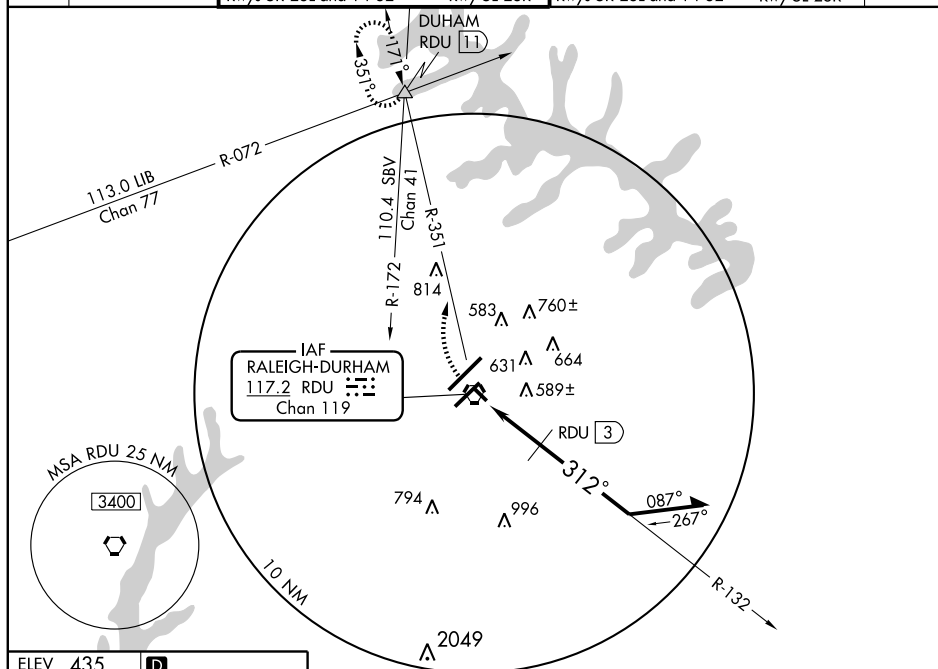 DUHAM
RDU 11
171°
351°
R-072
113.0 LIB
Chan 77
110.4 SBV
Chan 41
R-172
R-351
814
583
760±
631
664
589±
IAF
RALEIGH-DURHAM
117.2 RDU
Chan 119
RDU 3
312°
087°
267°
R-132
MSA RDU 25 NM
3400
794
996
10 NM
2049
ELEV 435
D